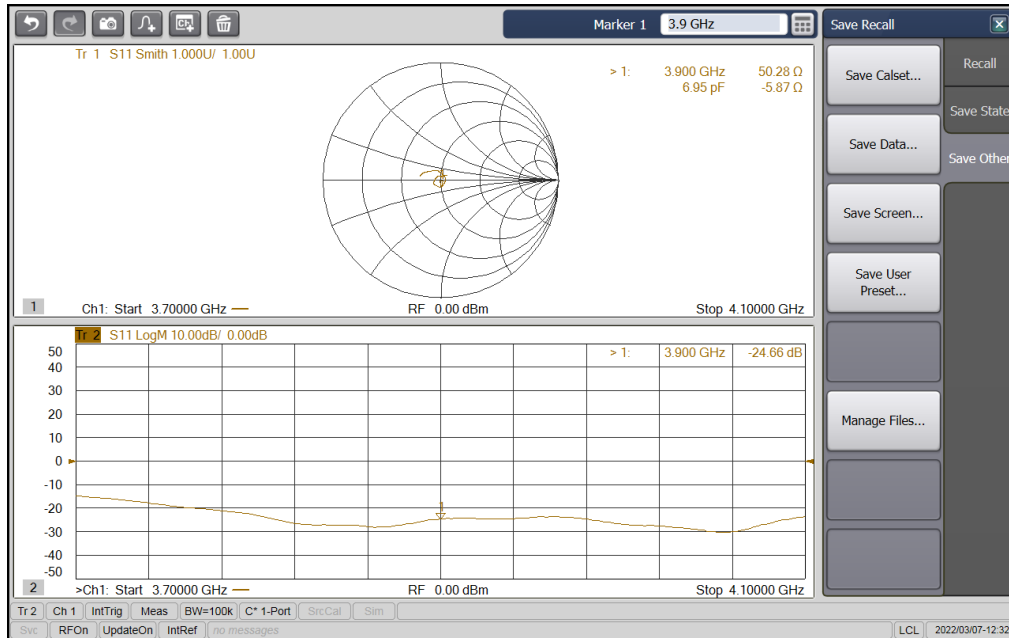 Marker 1 3.9 GHz
Save Recall
X
Tr 1 S11 Smith 1.000U/ 1.00U
> 1: 3.900 GHz 50.28 Ω
6.95 pF -5.87 Ω
1
Ch1: Start 3.70000 GHz
RF 0.00 dBm
Stop 4.10000 GHz
Tr 2 S11 LogM 10.00dB/ 0.00dB
> 1: 3.900 GHz -24.66 dB
50
40
30
20
10
0
-10
-20
-30
-40
-50
1
2
>Ch1: Start 3.70000 GHz
RF 0.00 dBm
Stop 4.10000 GHz
Save Calset...
Save Data...
Save Screen...
Save User
Preset...
Manage Files...
Recall
Save State
Save Other
Tr 2 Ch 1 IntTrig Meas BW=100k C* 1-Port SrcCal Sim
Svc RFOn UpdateOn IntRef no messages
LCL 2022/03/07-12:32